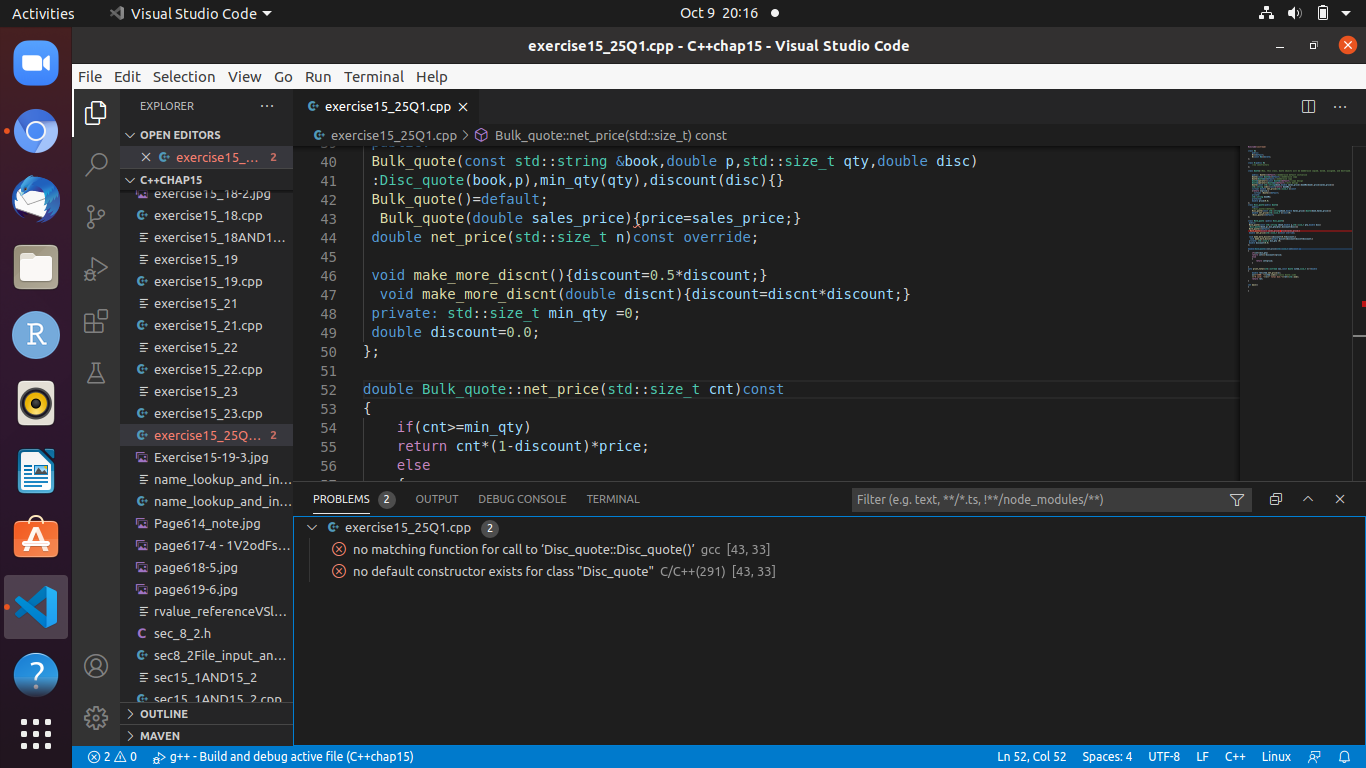 Activities
Visual Studio Code
Oct 9 20:16
exercise15_25Q1.cpp - C++chap15 - Visual Studio Code
File Edit Selection View Go Run Terminal Help
EXPLORER
OPEN EDITORS
exercise15_... 2
C++CHAP15
exercise15_18-2.jpg
exercise15_18.cpp
exercise15_18AND1...
exercise15_19
exercise15_19.cpp
exercise15_21
exercise15_21.cpp
exercise15_22
exercise15_22.cpp
exercise15_23
exercise15_23.cpp
exercise15_25Q... 2
Exercise15-19-3.jpg
name_lookup_and_in...
name_lookup_and_in...
Page614_note.jpg
page617-4 - 1V2odFs...
page618-5.jpg
page619-6.jpg
rvalue_referenceVSl...
sec_8_2.h
sec8_2File_input_an...
sec15_1AND15_2
sec15_1AND15_2.cpp
OUTLINE
MAVEN
exercise15_25Q1.cpp
exercise15_25Q1.cpp > Bulk_quote::net_price(std::size_t) const
40 Bulk_quote(const std::string &book,double p,std::size_t qty,double disc)
41 :Disc_quote(book,p),min_qty(qty),discount(disc){}
42 Bulk_quote()=default;
43 Bulk_quote(double sales_price){price=sales_price;}
44 double net_price(std::size_t n)const override;
45
46 void make_more_discnt(){discount=0.5*discount;}
47 void make_more_discnt(double discnt){discount=discnt*discount;}
48 private: std::size_t min_qty =0;
49 double discount=0.0;
50 };
51
52 double Bulk_quote::net_price(std::size_t cnt)const
53 {
54 if(cnt>=min_qty)
55 return cnt*(1-discount)*price;
56 else
PROBLEMS 2 OUTPUT DEBUG CONSOLE TERMINAL
Filter (e.g. text, **/*.ts, !**/node_modules/**)
exercise15_25Q1.cpp 2
no matching function for call to ‘Disc_quote::Disc_quote()’ gcc [43, 33]
no default constructor exists for class "Disc_quote" C/C++(291) [43, 33]
2 0 g++ - Build and debug active file (C++chap15)
Ln 52, Col 52 Spaces: 4 UTF-8 LF C++ Linux